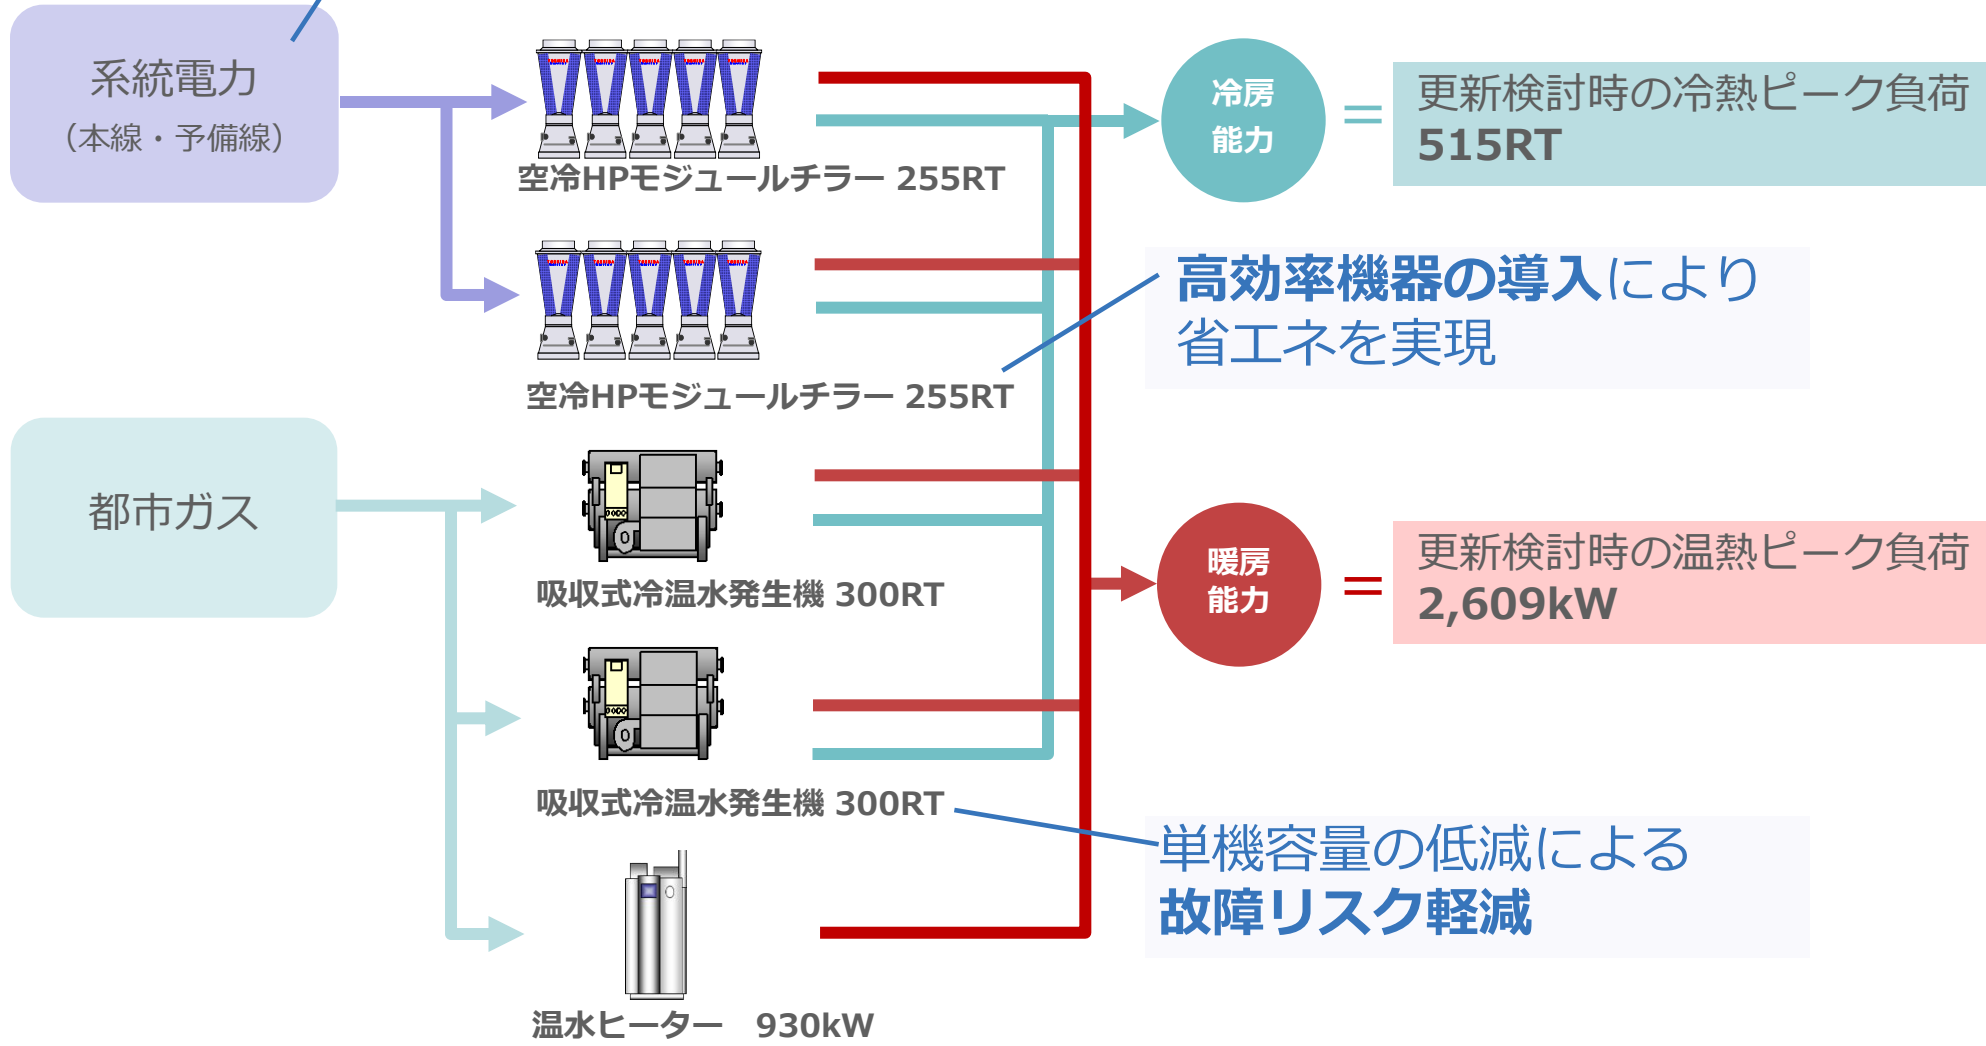 系統電力
（本線・予備線）
空冷HPモジュールチラー 255RT
空冷HPモジュールチラー 255RT
都市ガス
吸収式冷温水発生機 300RT
吸収式冷温水発生機 300RT
温水ヒーター　930kW
冷房
能力
＝
更新検討時の冷熱ピーク負荷
515RT
高効率機器の導入により
省エネを実現
暖房
能力
＝
更新検討時の温熱ピーク負荷
2,609kW
単機容量の低減による
故障リスク軽減